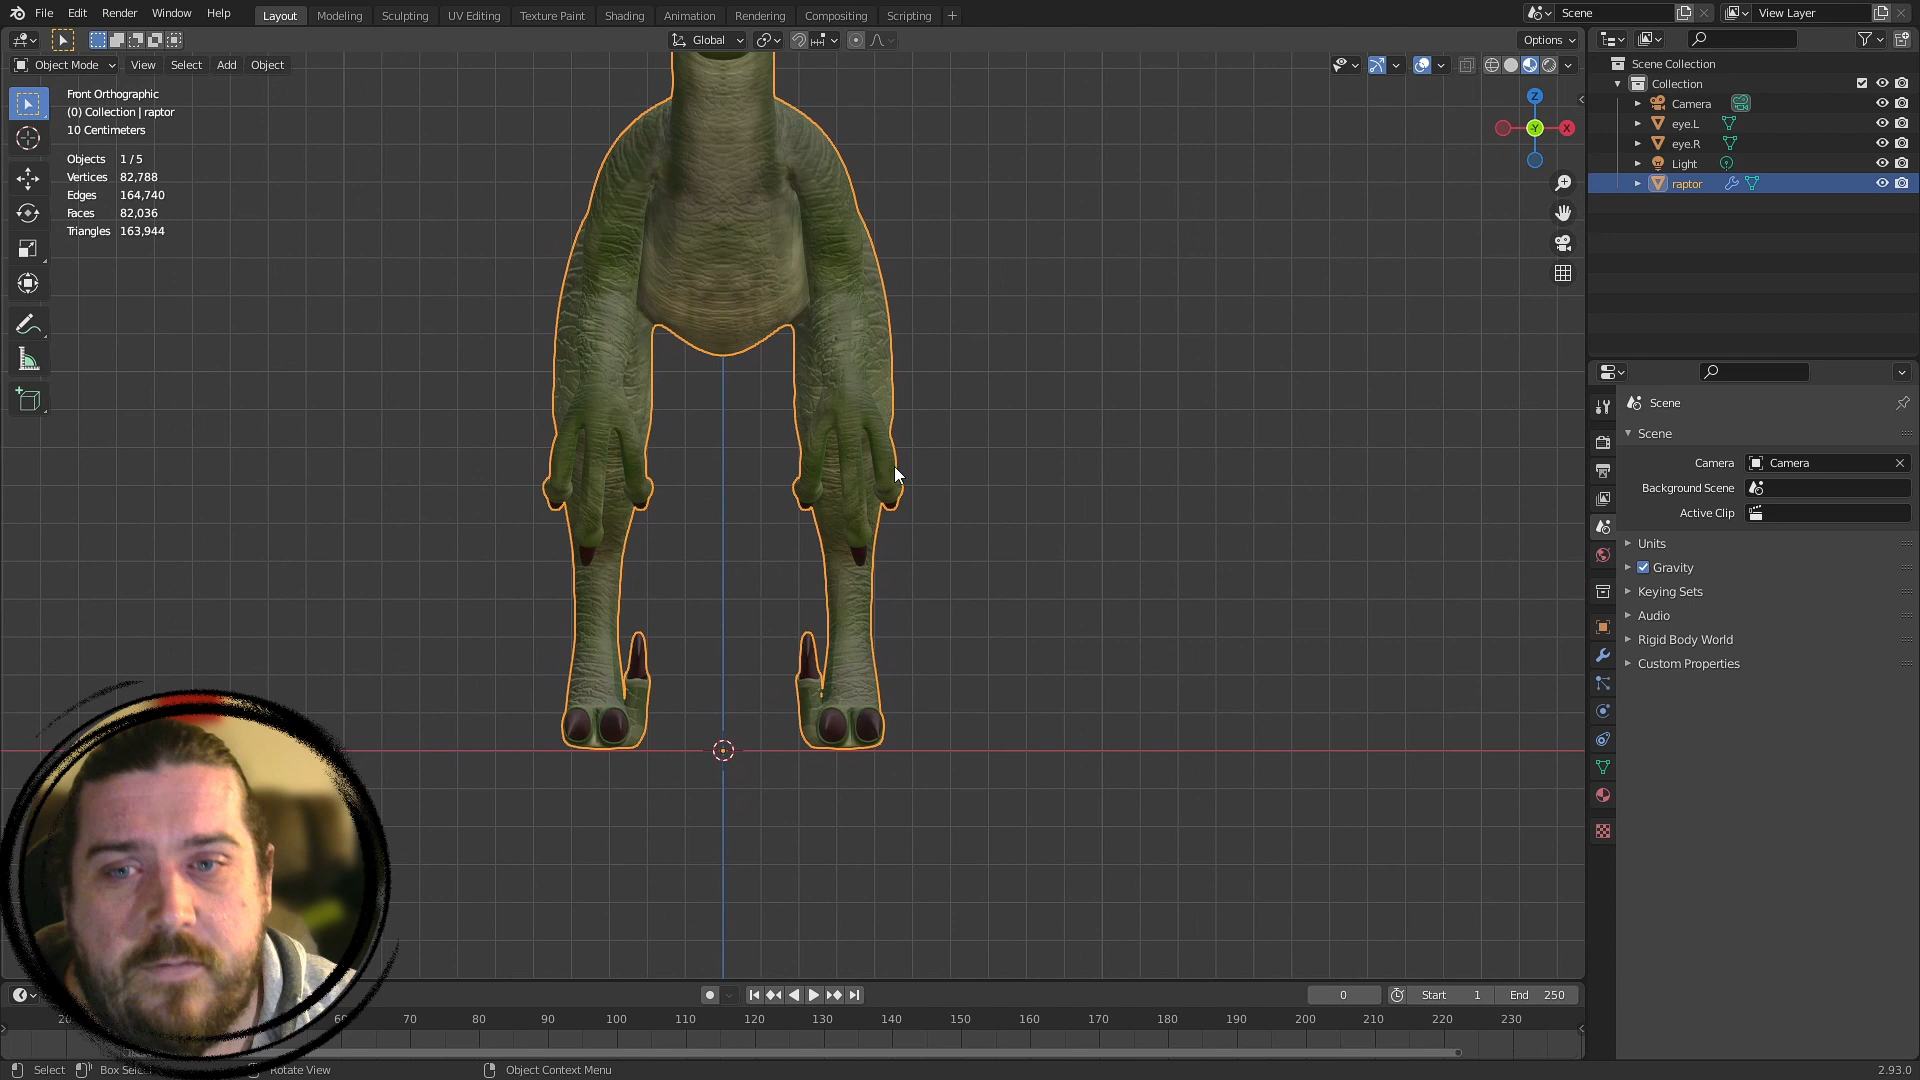 File Edit Render Window Help
Layout Modeling Sculpting UV Editing Texture Paint Shading Animation Rendering Compositing Scripting +
Scene
View Layer
Global
Options
Object Mode View Select Add Object
Front Orthographic
(0) Collection | raptor
10 Centimeters
Objects 1 / 5
Vertices 82,788
Edges 164,740
Faces 82,036
Triangles 163,944
Z
Y
X
Scene Collection
Collection
Camera
eye.L
eye.R
Light
raptor
Scene
Scene
Camera Camera
Background Scene
Active Clip
Units
Gravity
Keying Sets
Audio
Rigid Body World
Custom Properties
0 Start 1 End 250
60 70 80 90 100 110 120 130 140 150 160 170 180 190 200 210 220 230
Select Box Rotate View Object Context Menu 2.93.0